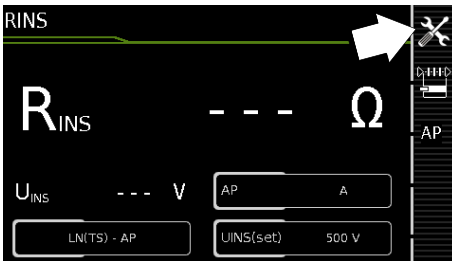 RINS
RINS --- Ω
AP
UINS --- V
AP A
LN(TS) - AP
UINS(set) 500 V